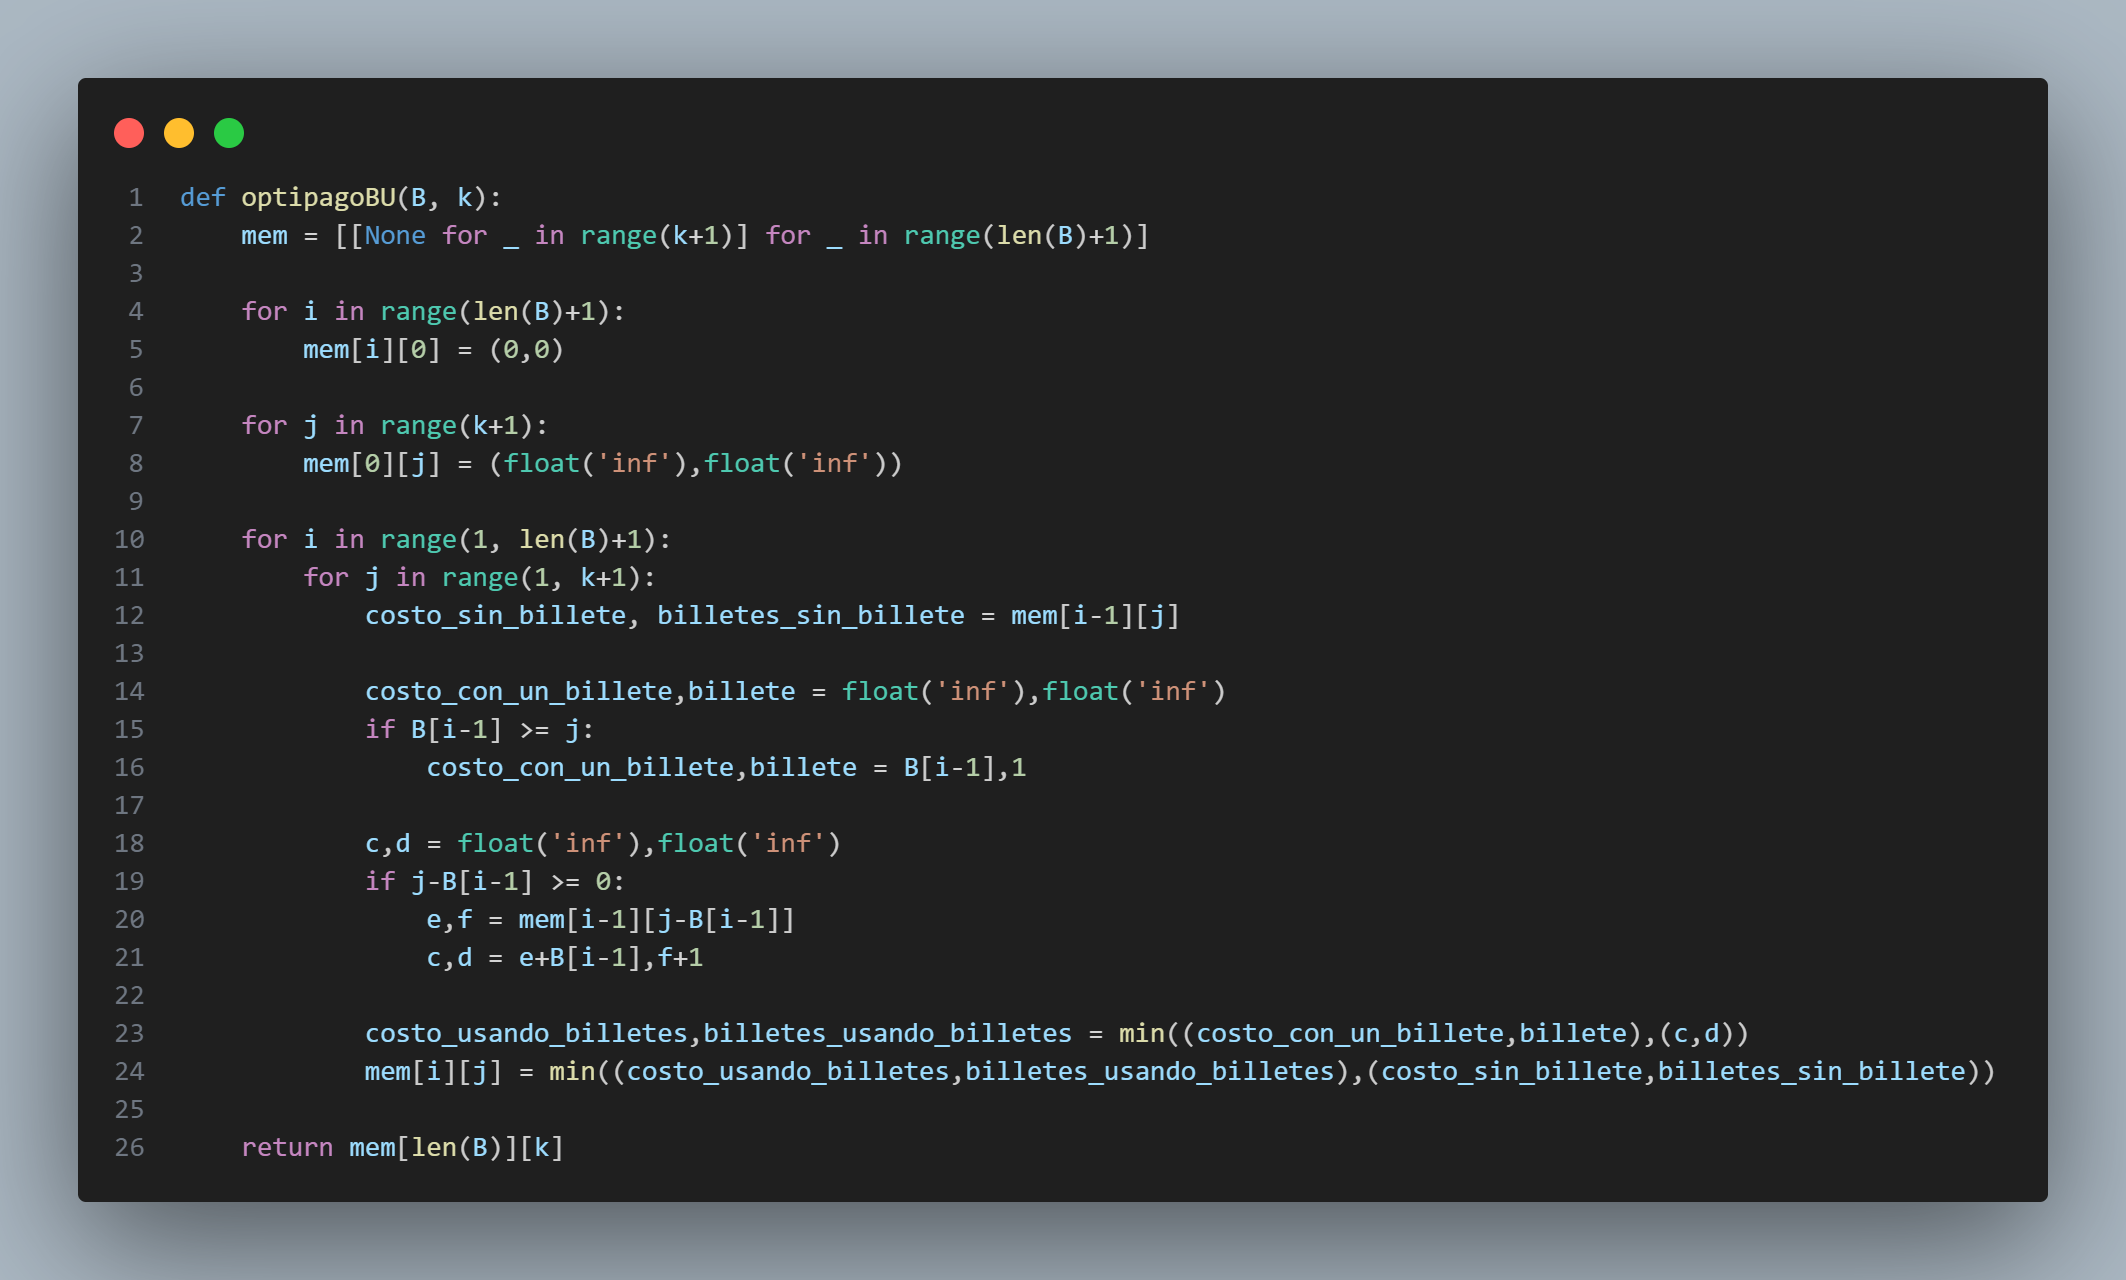 1 def optipagoBU(B, k):
2     mem = [[None for _ in range(k+1)] for _ in range(len(B)+1)]
3
4     for i in range(len(B)+1):
5         mem[i][0] = (0,0)
6
7     for j in range(k+1):
8         mem[0][j] = (float('inf'),float('inf'))
9
10     for i in range(1, len(B)+1):
11         for j in range(1, k+1):
12             costo_sin_billete, billetes_sin_billete = mem[i-1][j]
13
14             costo_con_un_billete,billete = float('inf'),float('inf')
15             if B[i-1] >= j:
16                 costo_con_un_billete,billete = B[i-1],1
17
18             c,d = float('inf'),float('inf')
19             if j-B[i-1] >= 0:
20                 e,f = mem[i-1][j-B[i-1]]
21                 c,d = e+B[i-1],f+1
22
23             costo_usando_billetes,billetes_usando_billetes = min((costo_con_un_billete,billete),(c,d))
24             mem[i][j] = min((costo_usando_billetes,billetes_usando_billetes),(costo_sin_billete,billetes_sin_billete))
25
26     return mem[len(B)][k]